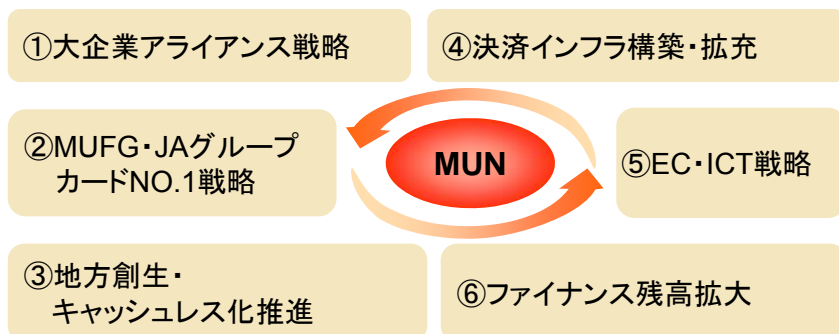 ①大企業アライアンス戦略
④決済インフラ構築・拡充
②MUFG・JAグループ
カードNO.1戦略
MUN
⑤EC・ICT戦略
③地方創生・
キャッシュレス化推進
⑥ファイナンス残高拡大